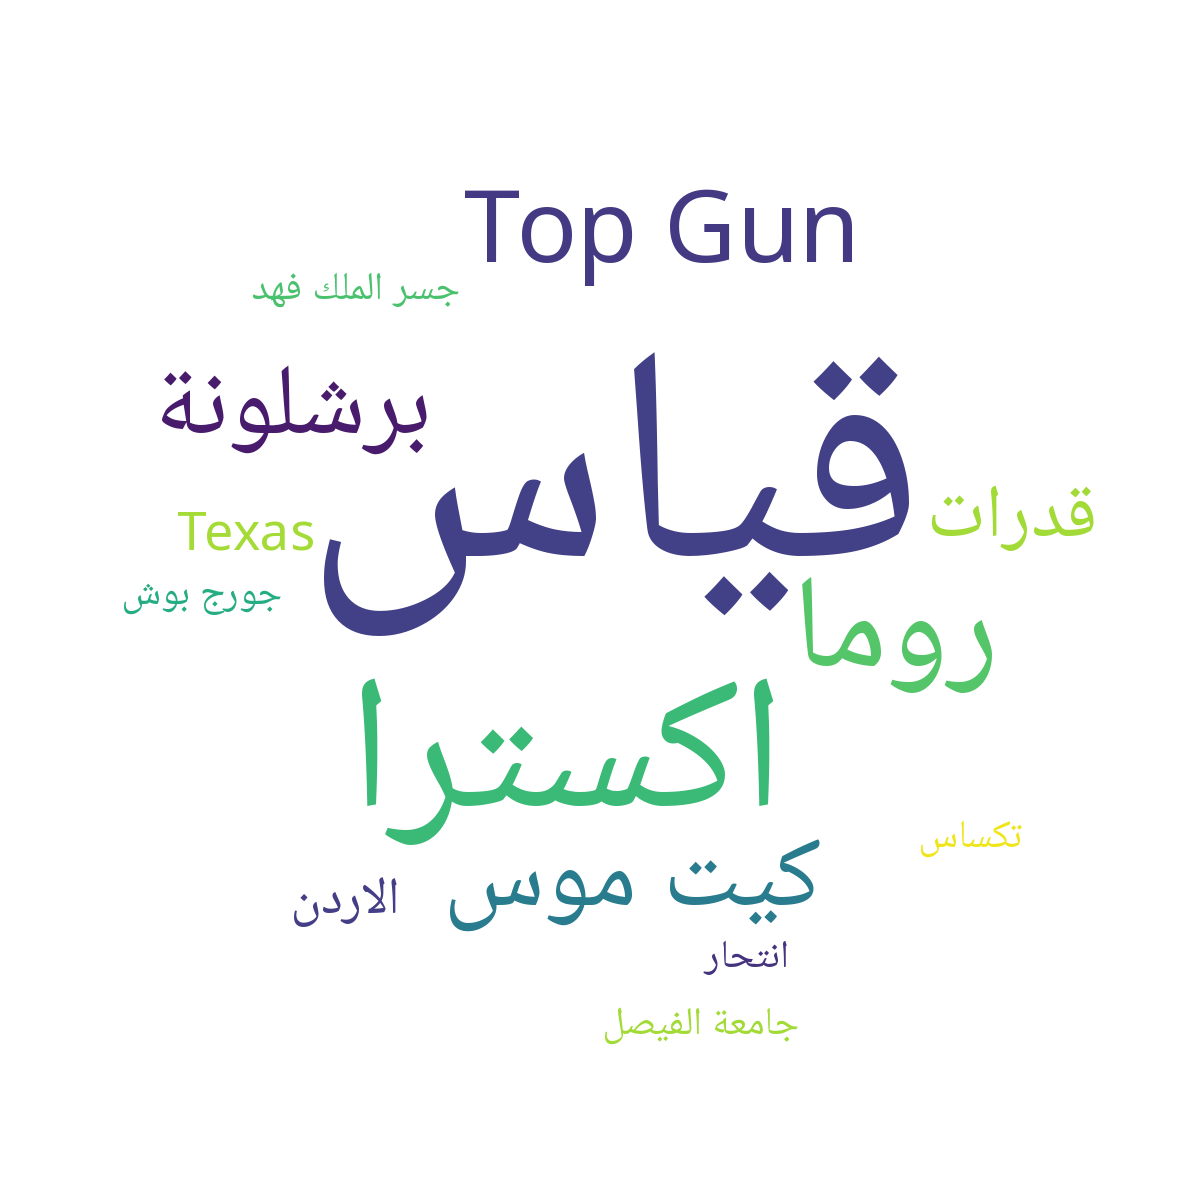 Top Gun
جسر الملك فهد
برشلونة
قياس
قدرات
Texas
جورج بوش
روما
اكسترا
تكساس
كيت موس
الاردن
انتحار
جامعة الفيصل